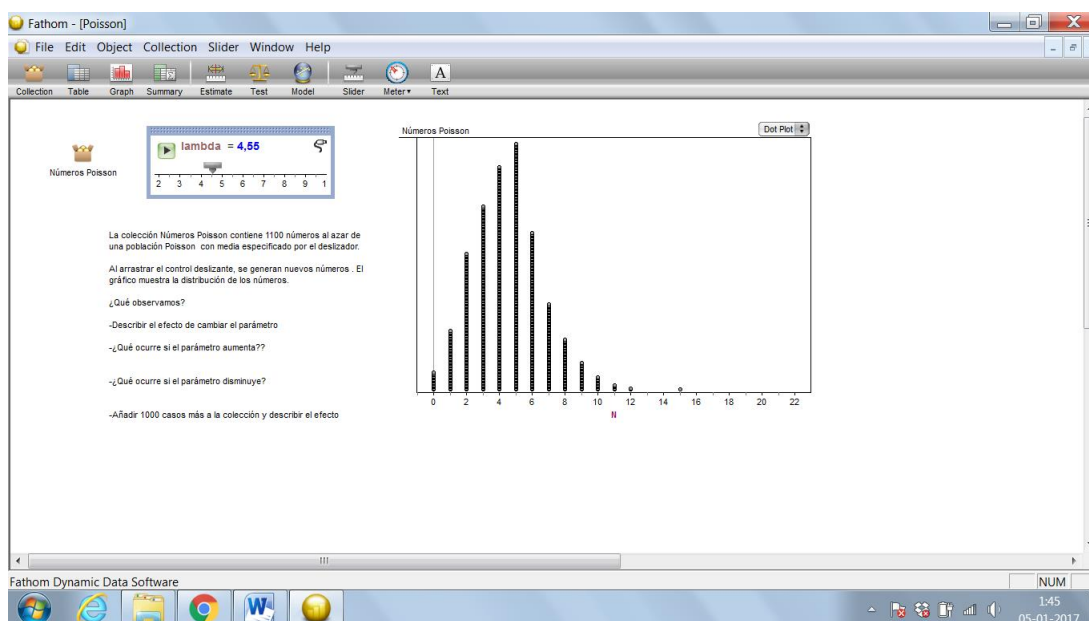 Fathom - [Poisson]
File Edit Object Collection Slider Window Help
Collection Table Graph Summary Estimate Test Model Slider Meter Text
Números Poisson
lambda = 4,55
2 3 4 5 6 7 8 9 1
La colección Números Poisson contiene 1100 números al azar de
una población Poisson con media especificado por el deslizador.
Al arrastrar el control deslizante, se generan nuevos números . El
gráfico muestra la distribución de los números.
¿Qué observamos?
-Describir el efecto de cambiar el parámetro
-¿Qué ocurre si el parámetro aumenta??
-¿Qué ocurre si el parámetro disminuye?
-Añadir 1000 casos más a la colección y describir el efecto
Números Poisson
Dot Plot
0 2 4 6 8 10 12 14 16 18 20 22
N
Fathom Dynamic Data Software
NUM
1:45
05-01-2017